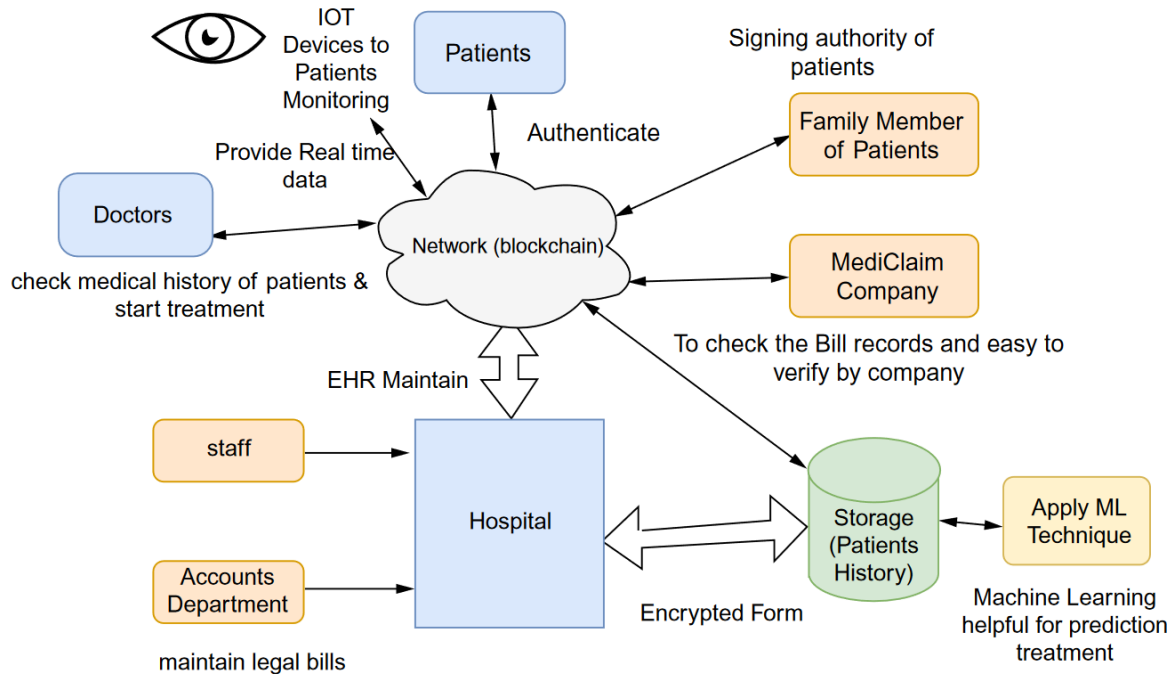 IOT
Devices to
Patients
Monitoring
Patients
Signing authority of
patients
Authenticate
Family Member
of Patients
Provide Real time
data
Doctors
Network (blockchain)
check medical history of patients &
start treatment
MediClaim
Company
To check the Bill records and easy to
verify by company
EHR Maintain
staff
Hospital
Storage
(Patients
History)
Apply ML
Technique
Accounts
Department
Encrypted Form
Machine Learning
helpful for prediction
treatment
maintain legal bills